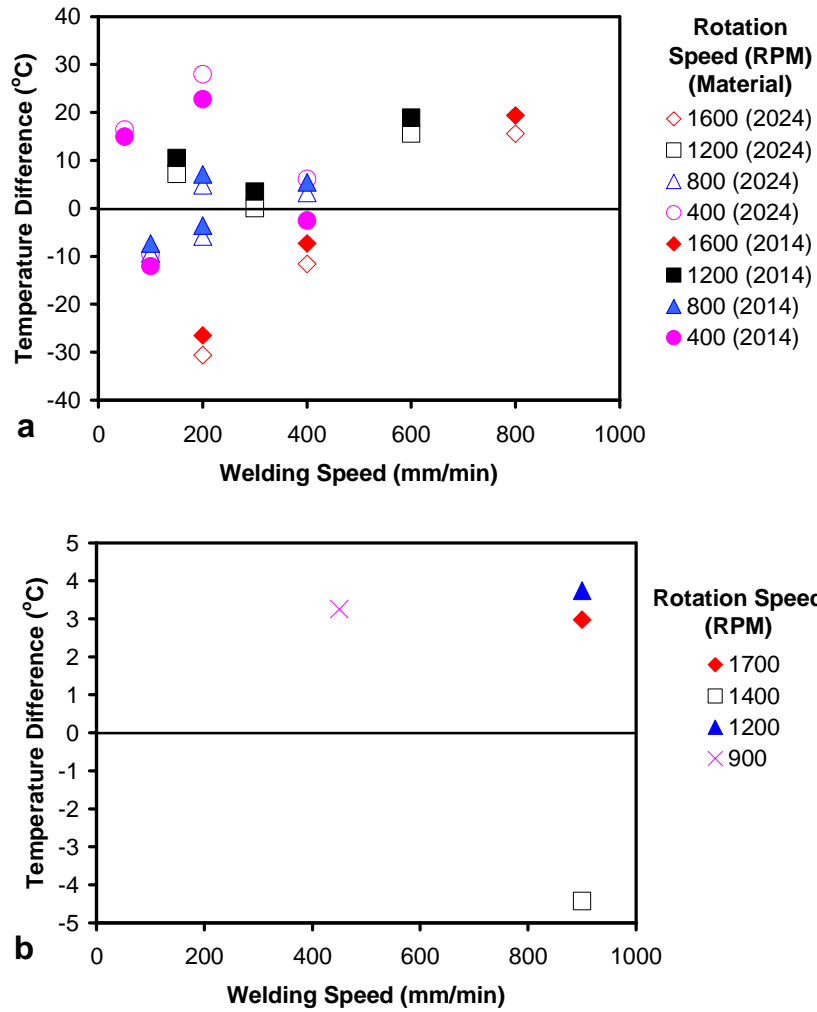 Rotation
Speed (RPM)
(Material)
1600 (2024)
1200 (2024)
800 (2024)
400 (2024)
1600 (2014)
1200 (2014)
800 (2014)
400 (2014)
Temperature Difference (°C)
40
30
20
10
0
-10
-20
-30
-40
0 200 400 600 800 1000
Welding Speed (mm/min)
a
Temperature Difference (°C)
5
4
3
2
1
0
-1
-2
-3
-4
-5
0 200 400 600 800 1000
Welding Speed (mm/min)
b
Rotation Speed
(RPM)
1700
1400
1200
900